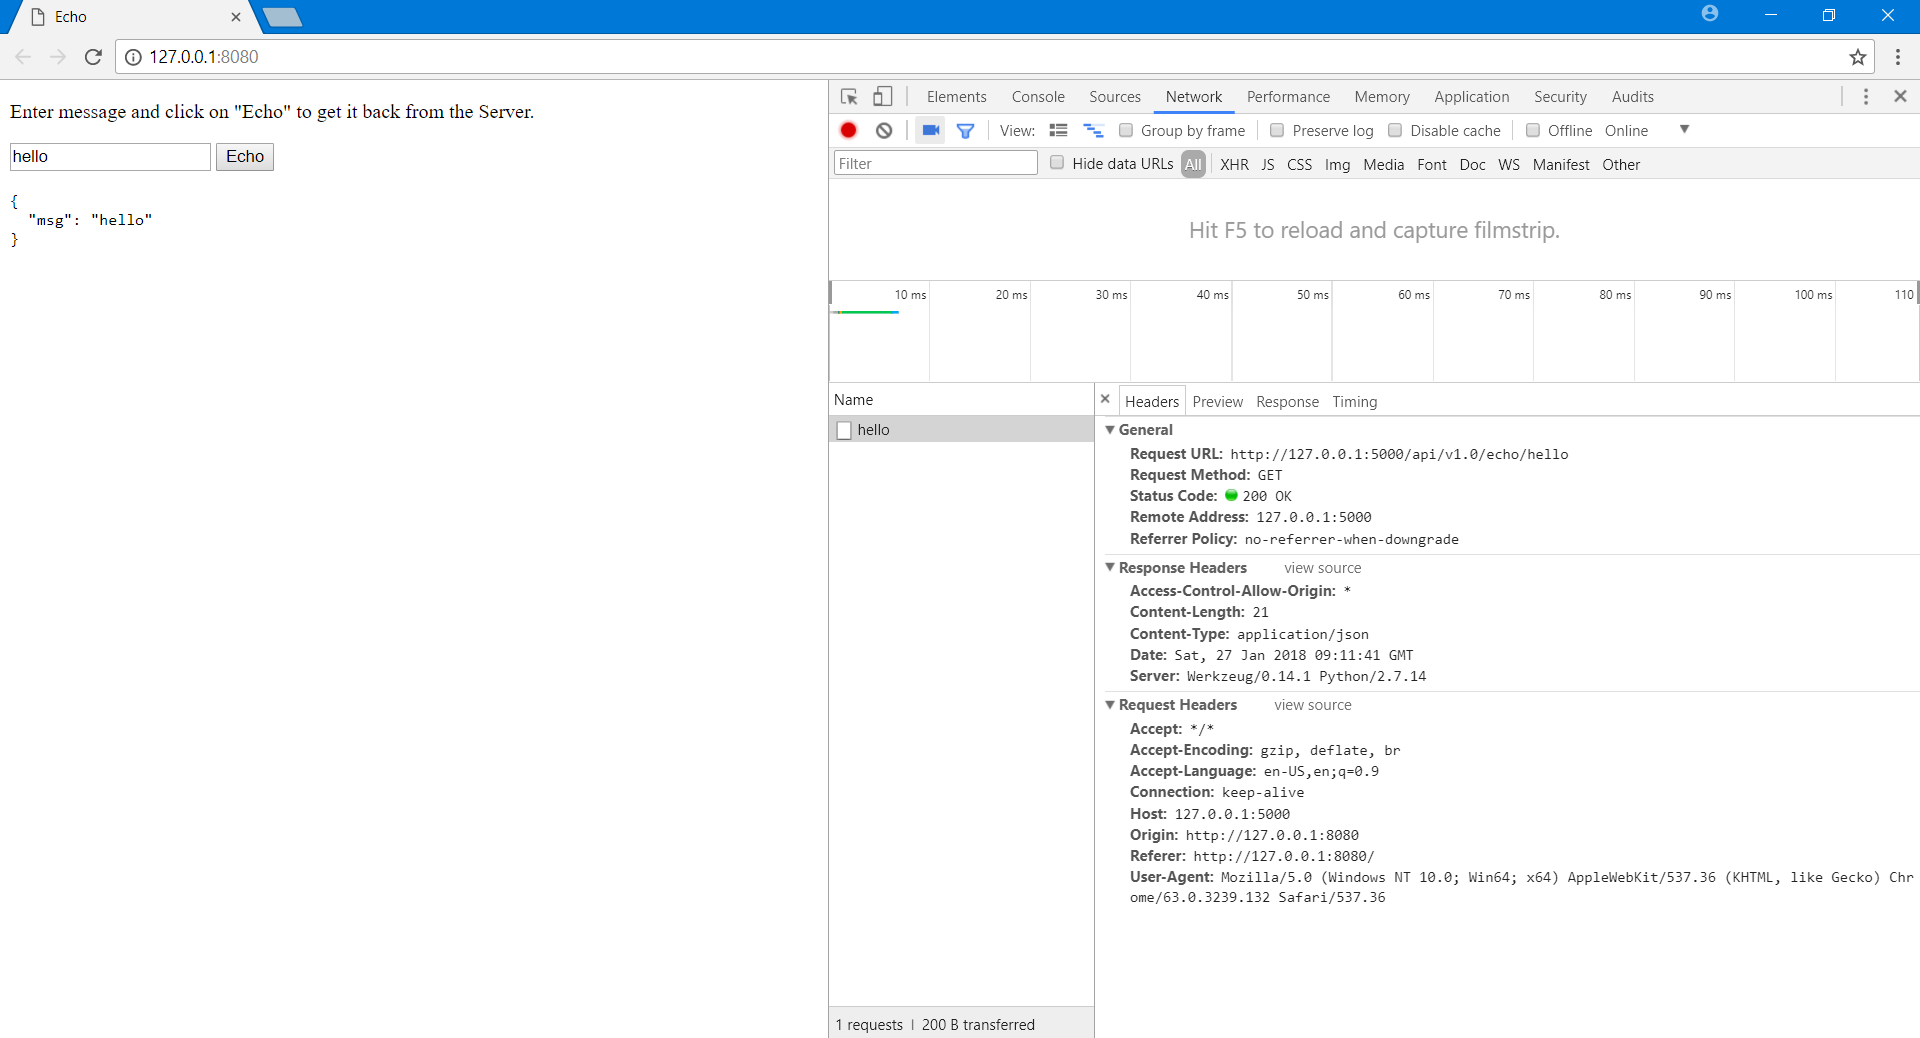 Echo
127.0.0.1:8080
Enter message and click on "Echo" to get it back from the Server.
hello Echo
{
"msg": "hello"
}
Elements Console Sources Network Performance Memory Application Security Audits
View: Group by frame Preserve log Disable cache Offline Online
Filter Hide data URLs All XHR JS CSS Img Media Font Doc WS Manifest Other
Hit F5 to reload and capture filmstrip.
10 ms 20 ms 30 ms 40 ms 50 ms 60 ms 70 ms 80 ms 90 ms 100 ms 110
Name
hello
1 requests | 200 B transferred
Headers Preview Response Timing
General
Request URL: http://127.0.0.1:5000/api/v1.0/echo/hello
Request Method: GET
Status Code: 200 OK
Remote Address: 127.0.0.1:5000
Referrer Policy: no-referrer-when-downgrade
Response Headers view source
Access-Control-Allow-Origin: *
Content-Length: 21
Content-Type: application/json
Date: Sat, 27 Jan 2018 09:11:41 GMT
Server: Werkzeug/0.14.1 Python/2.7.14
Request Headers view source
Accept: */*
Accept-Encoding: gzip, deflate, br
Accept-Language: en-US,en;q=0.9
Connection: keep-alive
Host: 127.0.0.1:5000
Origin: http://127.0.0.1:8080
Referer: http://127.0.0.1:8080/
User-Agent: Mozilla/5.0 (Windows NT 10.0; Win64; x64) AppleWebKit/537.36 (KHTML, like Gecko) Chr
ome/63.0.3239.132 Safari/537.36